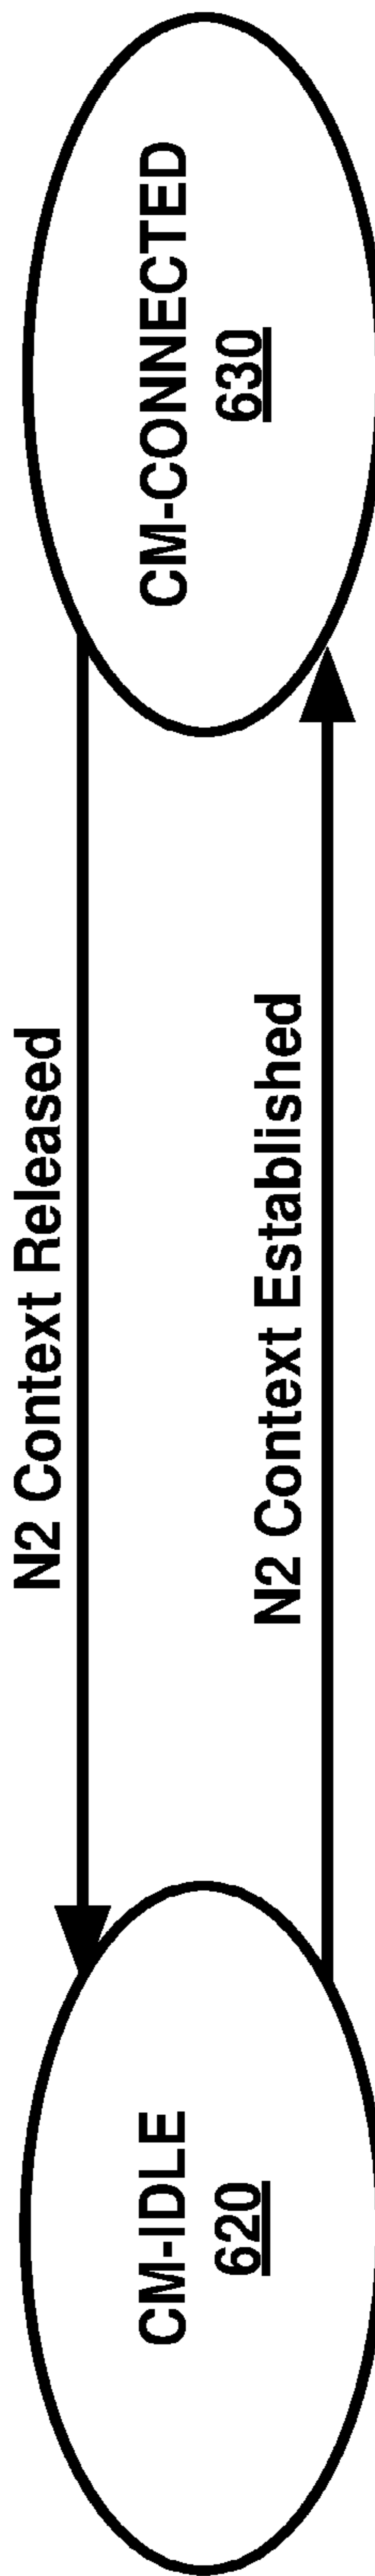 N2 Context Released
CM-IDLE
620
CM-CONNECTED
630
N2 Context Established